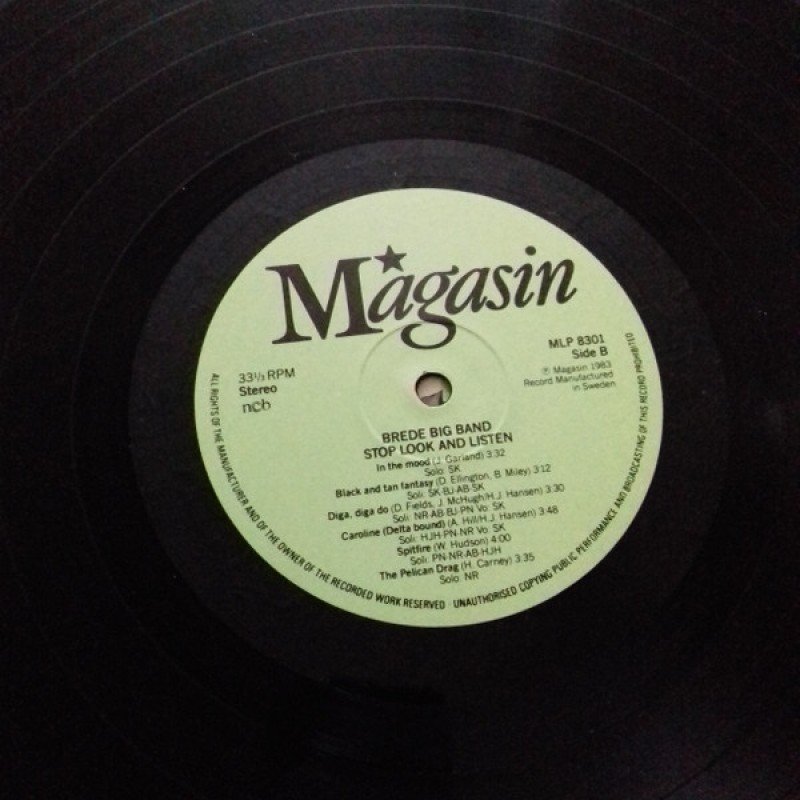 Magasin
MLP 8301
Side B
33⅓ RPM
Stereo
ncb
℗ Magasin 1983
Record Manufactured
in Sweden
BREDE BIG BAND
STOP LOOK AND LISTEN
In the mood (J. Garland) 3:32
Solo: SK
Black and tan fantasy (D. Ellington, B. Miley) 3:12
Soli: SK-BJ-AB-SK
Diga, diga do (D. Fields, J. McHugh/H.J. Hansen) 3:30
Soli: NR-AB-BJ-PN Vo: SK
Caroline (Delta bound) (A. Hill/H.J. Hansen) 3:48
Soli: HJH-PN-NR Vo: SK
Spitfire (W. Hudson) 4:00
Soli: PN-NR-AB-HJH
The Pelican Drag (H. Carney) 3:35
Solo: NR
ALL RIGHTS OF THE MANUFACTURER AND OF THE OWNER OF THE RECORDED WORK RESERVED · UNAUTHORISED COPYING PUBLIC PERFORMANCE AND BROADCASTING OF THIS RECORD PROHIBITED